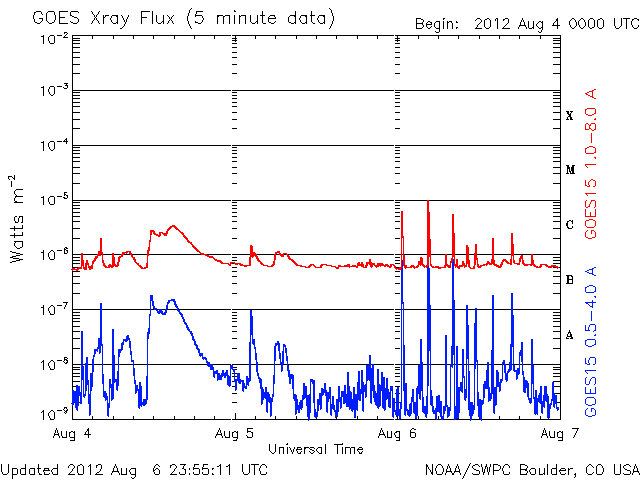 GOES Xray Flux (5 minute data)
Begin: 2012 Aug 4 0000 UTC
10⁻²
10⁻³
10⁻⁴
10⁻⁵
10⁻⁶
10⁻⁷
10⁻⁸
10⁻⁹
Watts m⁻²
X
M
C
B
A
GOES15 1.0-8.0 A
GOES15 0.5-4.0 A
Aug 4
Aug 5
Aug 6
Aug 7
Universal Time
Updated 2012 Aug 6 23:55:11 UTC
NOAA/SWPC Boulder, CO USA